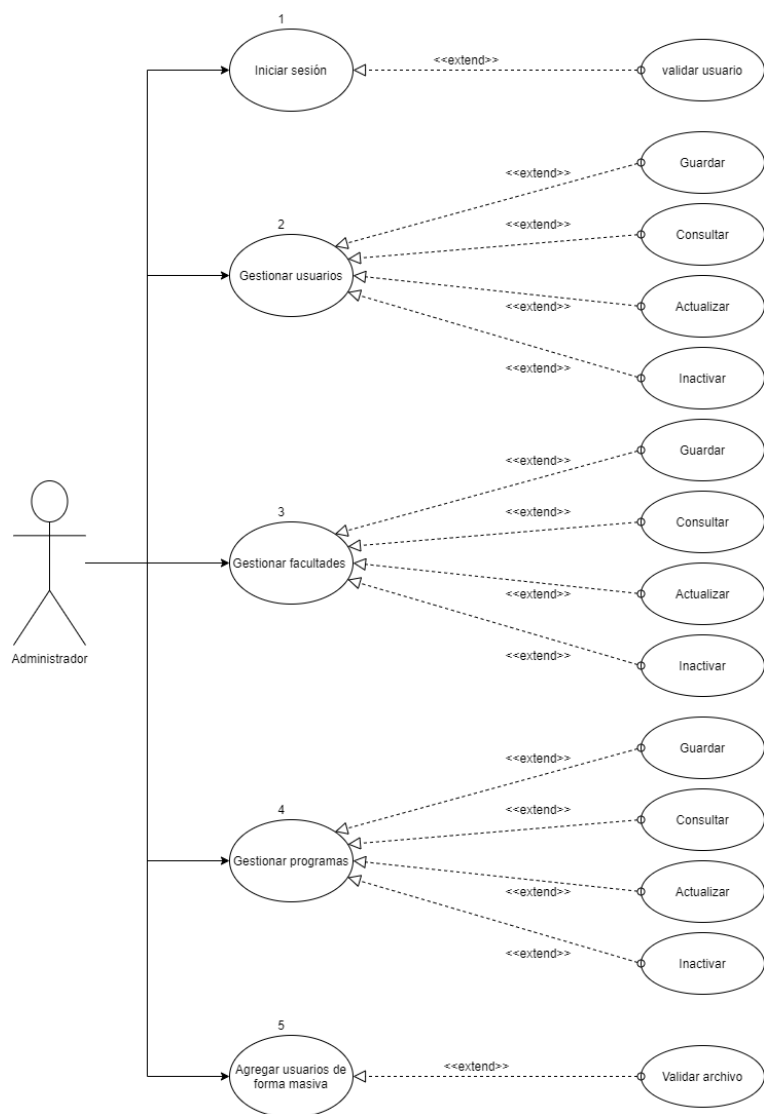 1
Iniciar sesión
<<extend>>
validar usuario
Guardar
<<extend>>
2
<<extend>>
Consultar
Gestionar usuarios
<<extend>>
Actualizar
<<extend>>
Inactivar
Guardar
<<extend>>
3
<<extend>>
Consultar
Gestionar facultades
<<extend>>
Actualizar
<<extend>>
Inactivar
Administrador
Guardar
<<extend>>
4
<<extend>>
Consultar
Gestionar programas
<<extend>>
Actualizar
<<extend>>
Inactivar
5
Agregar usuarios de
forma masiva
<<extend>>
Validar archivo